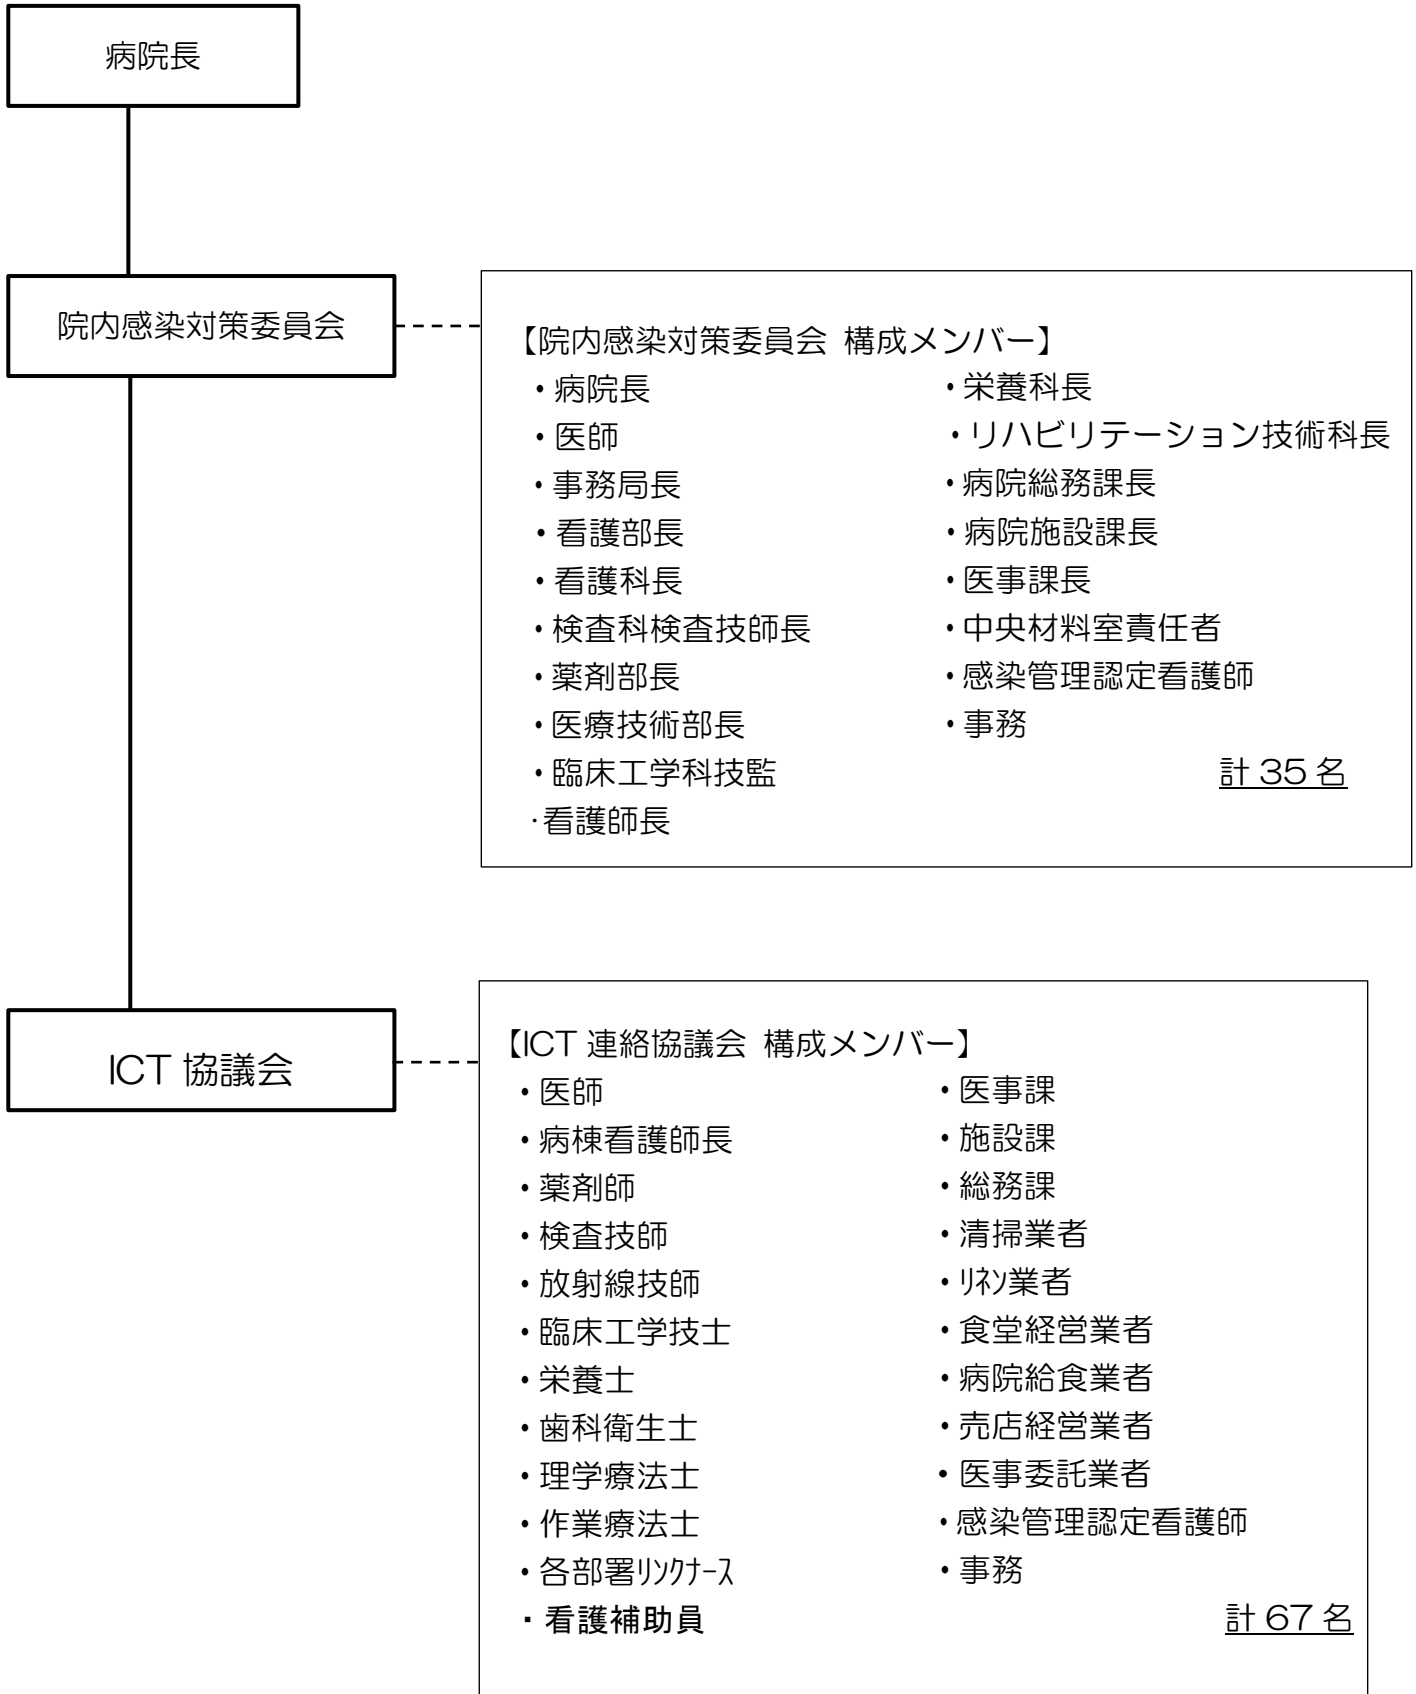 病院長
院内感染対策委員会
【院内感染対策委員会 構成メンバー】
・病院長
・医師
・事務局長
・看護部長
・看護科長
・検査科検査技師長
・薬剤部長
・医療技術部長
・臨床工学科技監
・看護師長
・栄養科長
・リハビリテーション技術科長
・病院総務課長
・病院施設課長
・医事課長
・中央材料室責任者
・感染管理認定看護師
・事務
計 35 名
ICT 協議会
【ICT 連絡協議会 構成メンバー】
・医師
・病棟看護師長
・薬剤師
・検査技師
・放射線技師
・臨床工学技士
・栄養士
・歯科衛生士
・理学療法士
・作業療法士
・各部署ﾘﾝｸﾅｰｽ
・看護補助員
・医事課
・施設課
・総務課
・清掃業者
・ﾘﾈﾝ業者
・食堂経営業者
・病院給食業者
・売店経営業者
・医事委託業者
・感染管理認定看護師
・事務
計 67 名